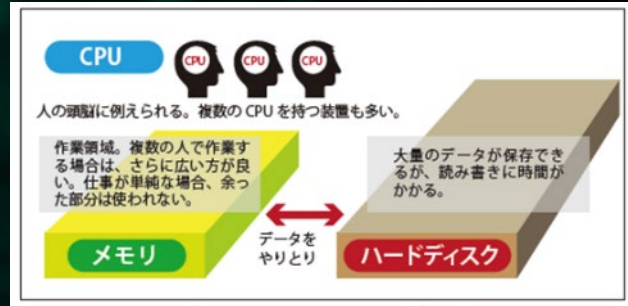 CPU
CPU
CPU
CPU
人の頭脳に例えられる。複数の CPU を持つ装置も多い。
作業領域。複数の人で作業す
る場合は、さらに広い方が良
い。仕事が単純な場合、余っ
た部分は使われない。
大量のデータが保存でき
るが、読み書きに時間が
かかる。
データを
やりとり
メモリ
ハードディスク